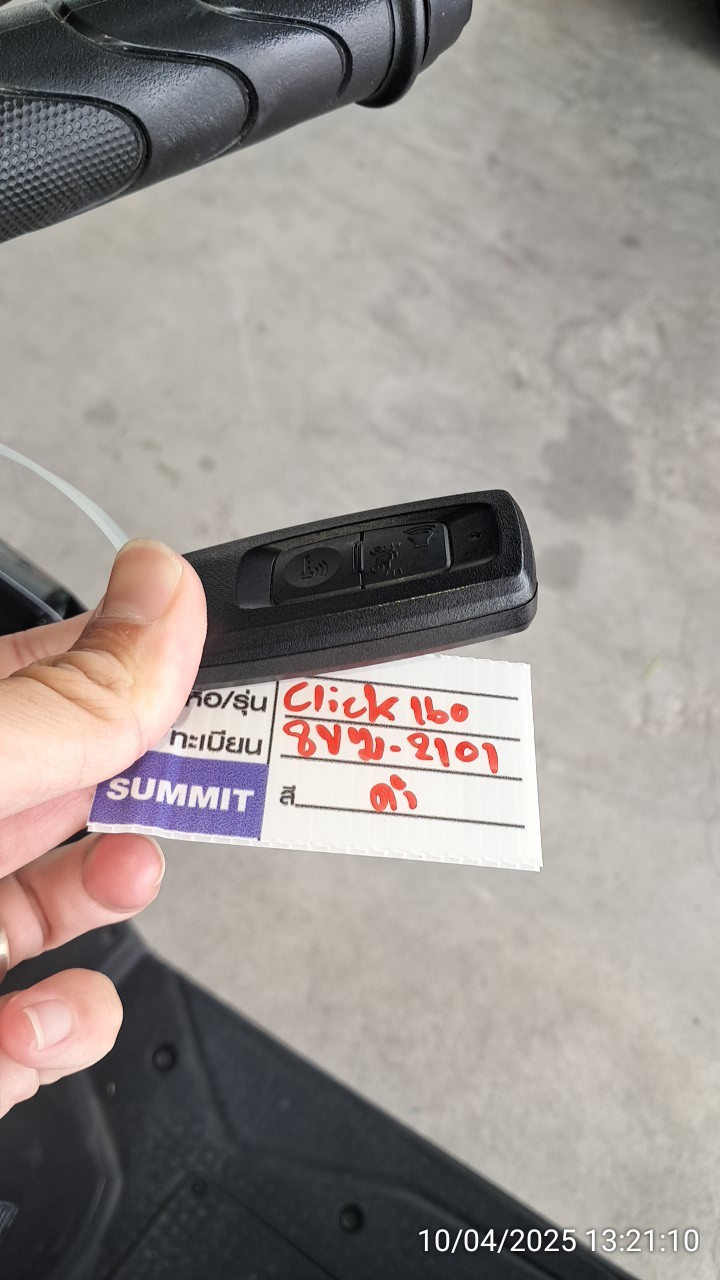 ห้อ/รุ่น Click 160
ทะเบียน 8ขฆ-2101
SUMMIT สี ดำ
10/04/2025 13:21:10